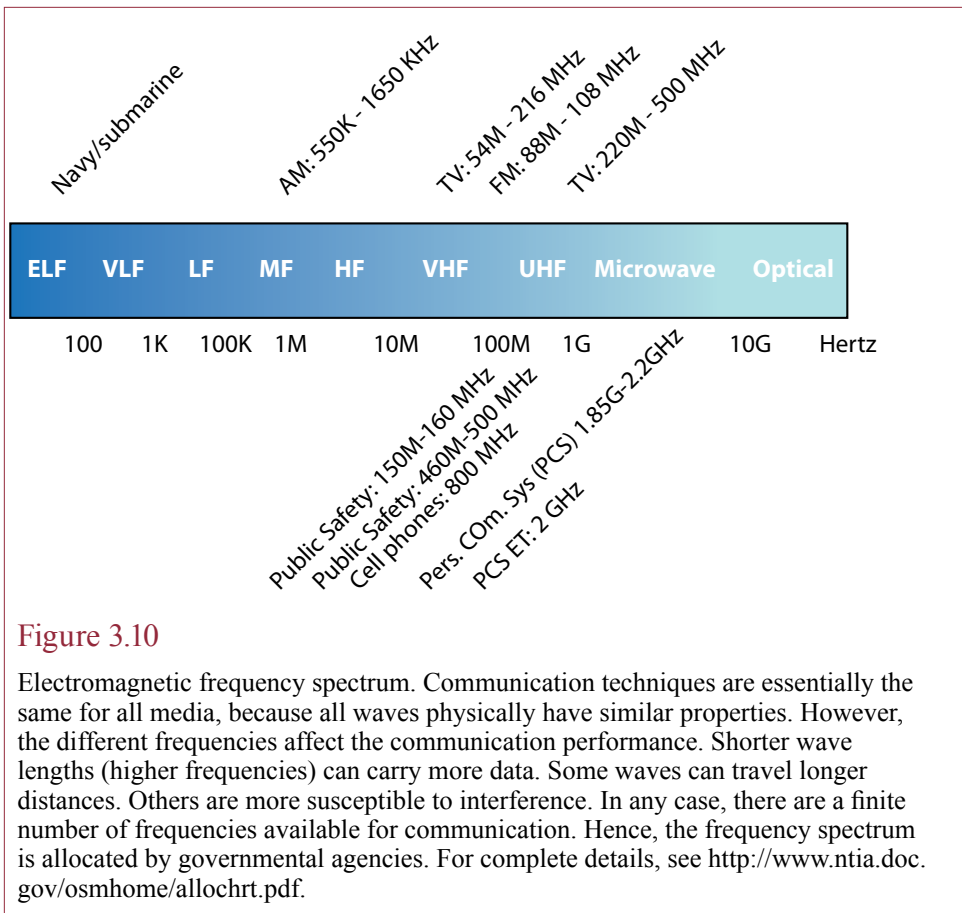 Navy/submarine
AM: 550K - 1650 KHz
TV: 54M - 216 MHz
FM: 88M - 108 MHz
TV: 220M - 500 MHz
ELF VLF LF MF HF VHF UHF Microwave Optical
100 1K 100K 1M 10M 100M 1G 10G Hertz
Public Safety: 150M-160 MHz
Public Safety: 460M-500 MHz
Cell phones: 800 MHz
Pers. COm. Sys (PCS) 1.85G-2.2GHz
PCS ET: 2 GHz
Figure 3.10
Electromagnetic frequency spectrum. Communication techniques are essentially the
same for all media, because all waves physically have similar properties. However,
the different frequencies affect the communication performance. Shorter wave
lengths (higher frequencies) can carry more data. Some waves can travel longer
distances. Others are more susceptible to interference. In any case, there are a finite
number of frequencies available for communication. Hence, the frequency spectrum
is allocated by governmental agencies. For complete details, see http://www.ntia.doc.
gov/osmhome/allochrt.pdf.